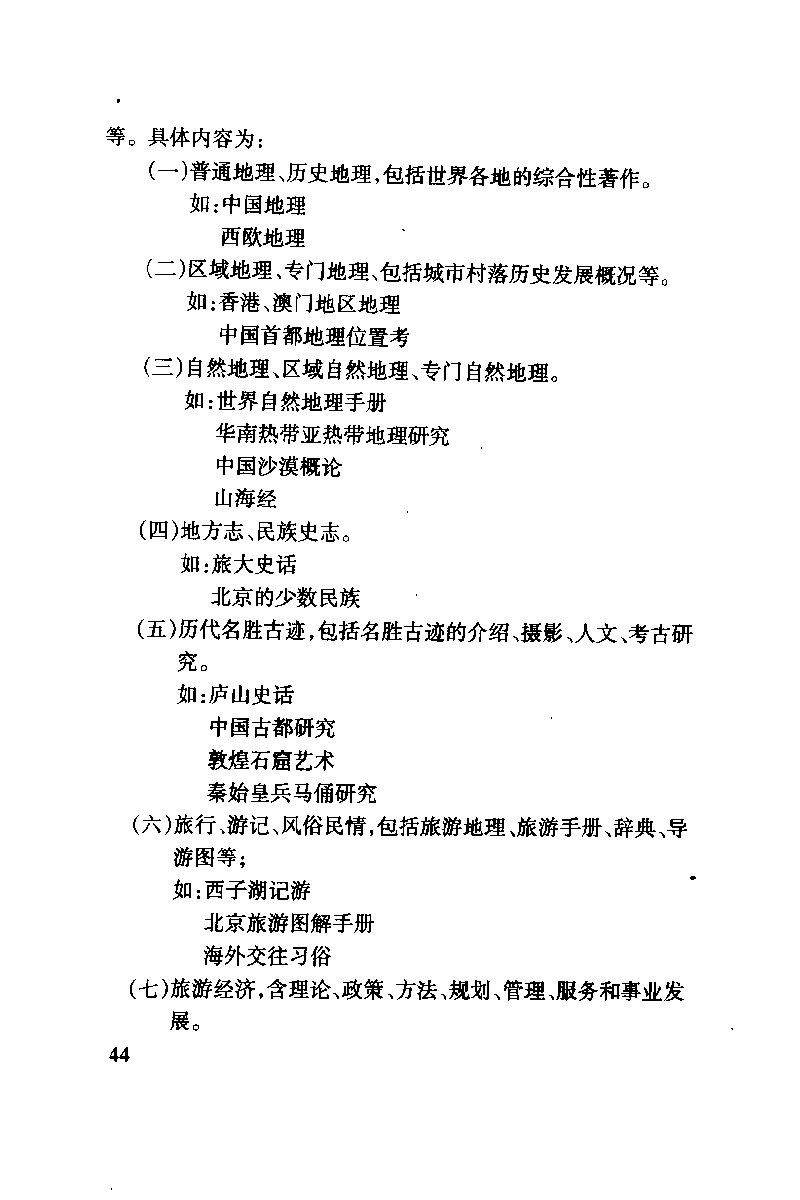 等。具体内容为:
(一)普通地理、历史地理,包括世界各地的综合性著作。
如:中国地理
西欧地理
(二)区域地理、专门地理、包括城市村落历史发展概况等。
如:香港、澳门地区地理
中国首都地理位置考
(三)自然地理、区域自然地理、专门自然地理。
如:世界自然地理手册
华南热带亚热带地理研究
中国沙漠概论
山海经
(四)地方志、民族史志。
如:旅大史话
北京的少数民族
(五)历代名胜古迹,包括名胜古迹的介绍、摄影、人文、考古研
究。
如:庐山史话
中国古都研究
敦煌石窟艺术
秦始皇兵马俑研究
(六)旅行、游记、风俗民情,包括旅游地理、旅游手册、辞典、导
游图等;
如:西子湖记游
北京旅游图解手册
海外交往习俗
(七)旅游经济,含理论、政策、方法、规划、管理、服务和事业发
展。
44